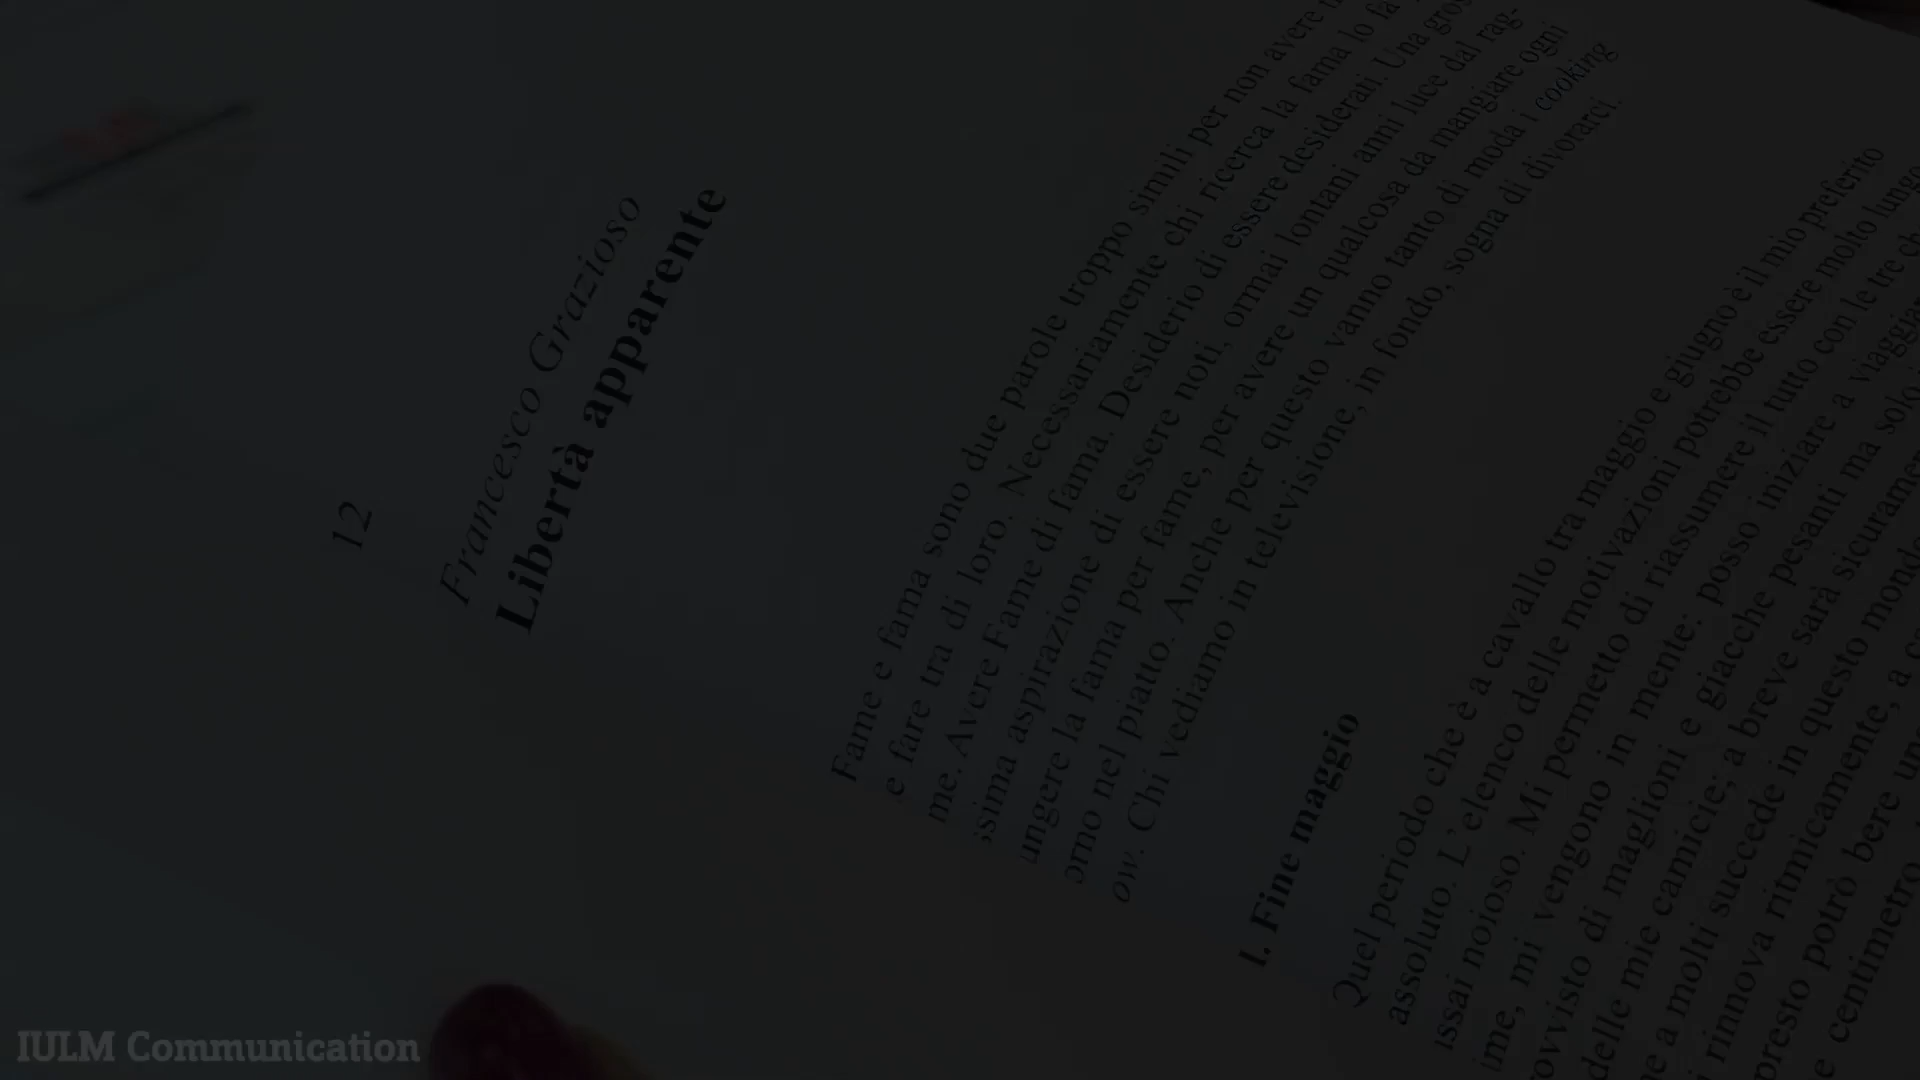 12
Francesco Grazioso
Libertà apparente
Fame e fama sono due parole troppo simili per non avere
e fare tra di loro. Necessariamente chi ricerca la fama lo fa
me. Avere Fame di fama. Desiderio di essere desiderati. Una
ssima aspirazione di essere noti, ormai lontani anni luce dal rag-
ungere la fama per fame, per avere un qualcosa da mangiare ogni
orno nel piatto. Anche per questo vanno tanto di moda i cooking
ow. Chi vediamo in televisione, in fondo, sogna di divorarci.
1. Fine maggio
Quel periodo che è a cavallo tra maggio e giugno è il mio preferito
assoluto. L'elenco delle motivazioni potrebbe essere molto lungo
issai noioso. Mi permetto di riassumere il tutto con le tre
ime, mi vengono in mente: posso iniziare a
ovvisto di maglioni e giacche pesanti ma solo
delle mie camicie; a breve sarà
e a molti succede in questo
i rinnova ritmicamente, a
presto potrò bere
e centimetro
IULM Communication